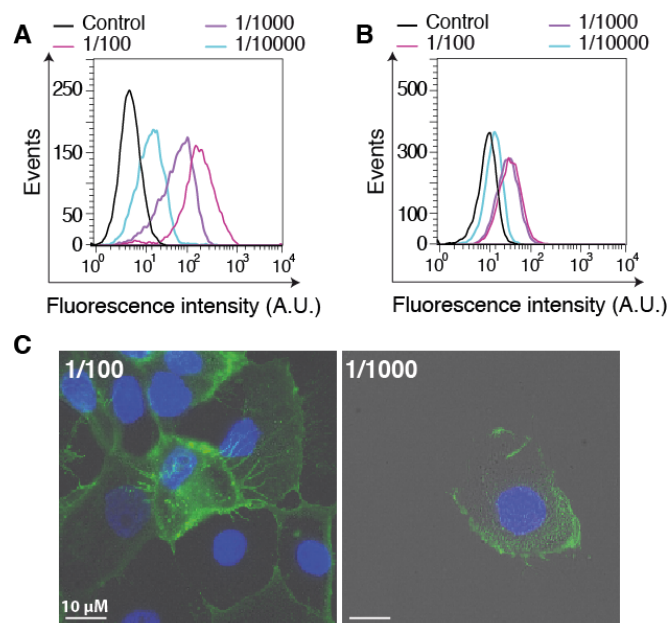 A
Control
1/1000
1/100
1/10000
250
150
50
0
Events
10^0 10^1 10^2 10^3 10^4
Fluorescence intensity (A.U.)
B
Control
1/1000
1/100
1/10000
500
300
100
0
Events
10^0 10^1 10^2 10^3 10^4
Fluorescence intensity (A.U.)
C
1/100
10 µM
1/1000